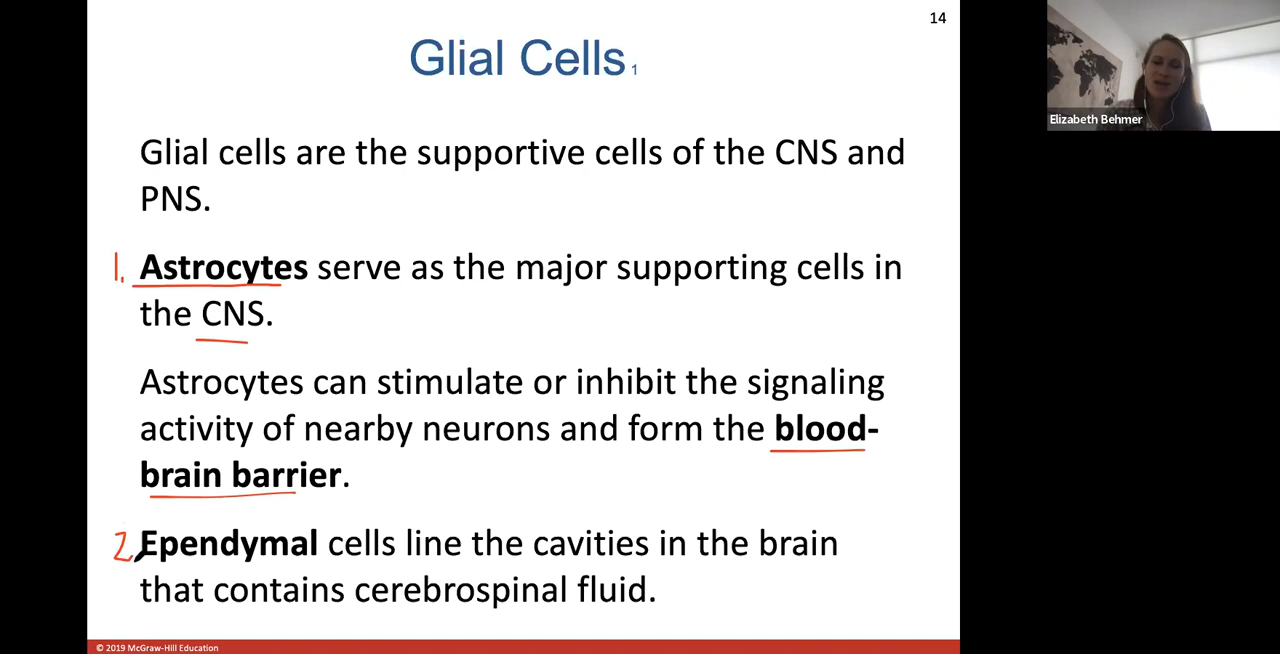 14
Glial Cells 1
Elizabeth Behmer
Glial cells are the supportive cells of the CNS and
PNS.
1. Astrocytes serve as the major supporting cells in
the CNS.
Astrocytes can stimulate or inhibit the signaling
activity of nearby neurons and form the blood-
brain barrier.
2. Ependymal cells line the cavities in the brain
that contains cerebrospinal fluid.
© 2019 McGraw-Hill Education